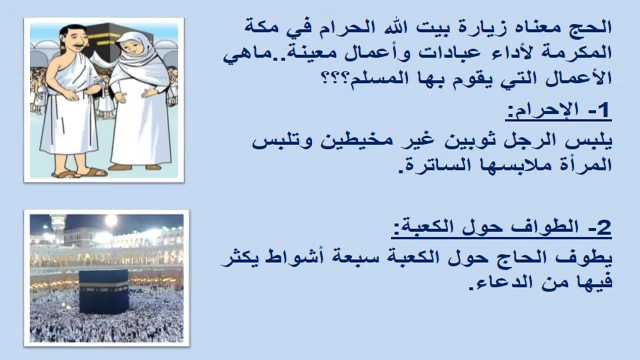 الحج معناه زيارة بيت الله الحرام في مكة
المكرمة لأداء عبادات وأعمال معينة..ماهي
الأعمال التي يقوم بها المسلم؟؟؟
1- الإحرام:
يلبس الرجل ثوبين غير مخيطين وتلبس
المرأة ملابسها الساترة.
2- الطواف حول الكعبة:
يطوف الحاج حول الكعبة سبعة أشواط يكثر
فيها من الدعاء.